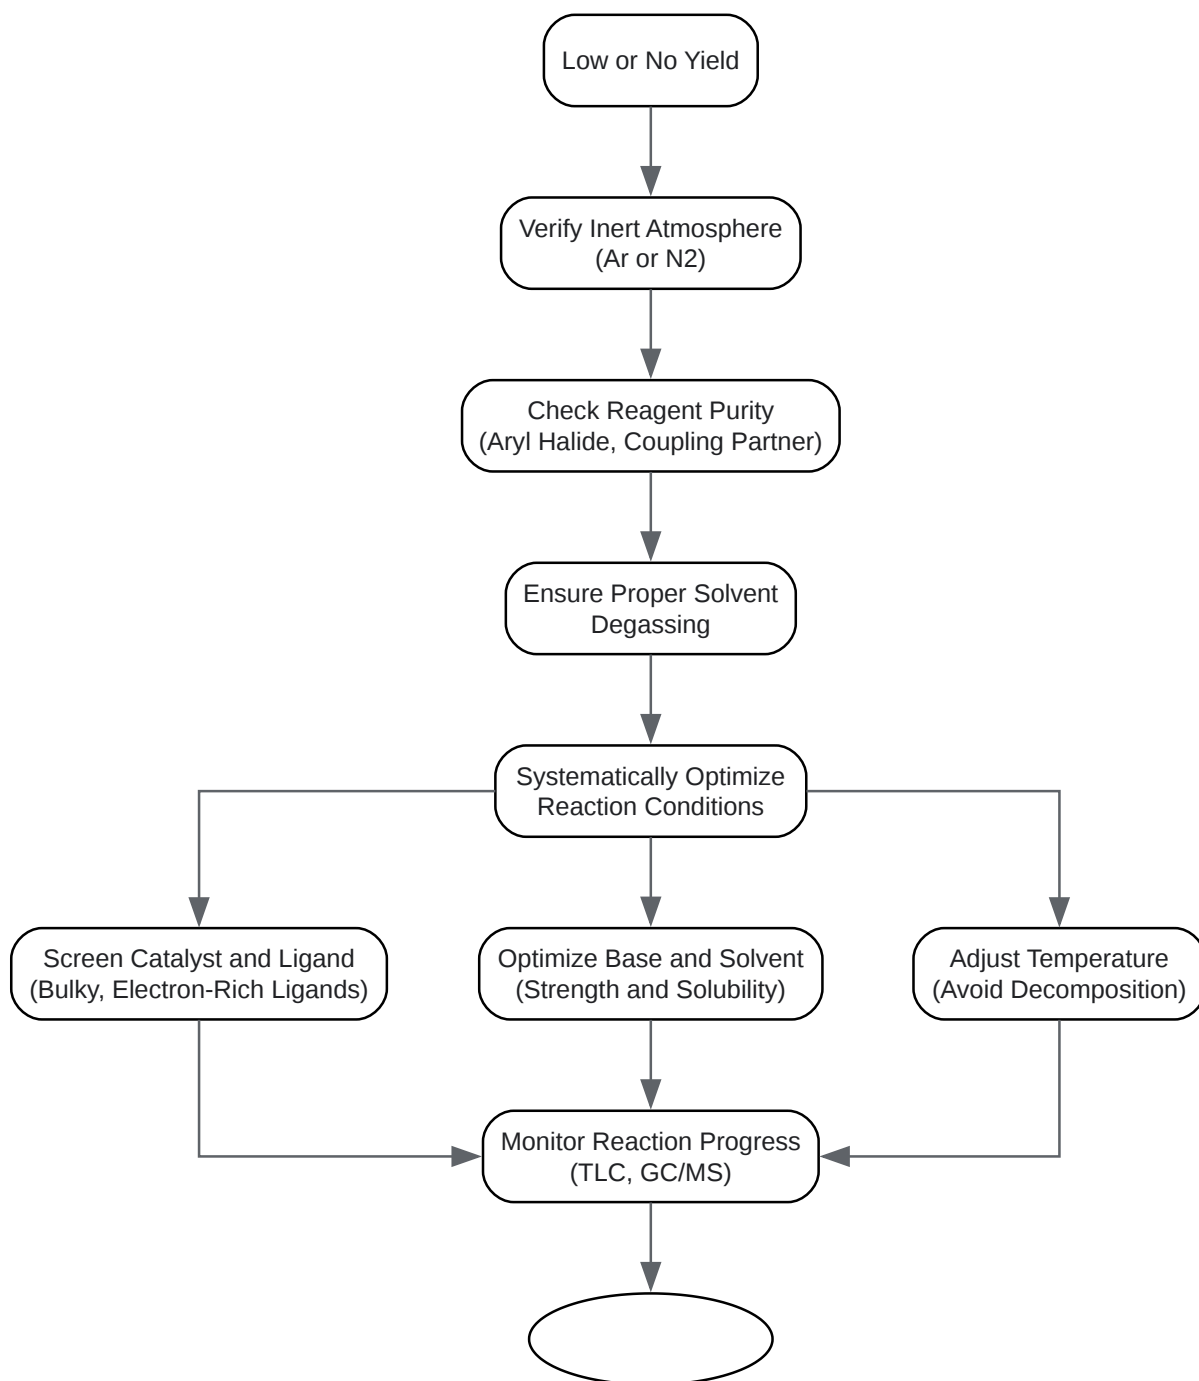 Low or No Yield
Verify Inert Atmosphere
(Ar or N2)
Check Reagent Purity
(Aryl Halide, Coupling Partner)
Ensure Proper Solvent
Degassing
Systematically Optimize
Reaction Conditions
Screen Catalyst and Ligand
(Bulky, Electron-Rich Ligands)
Optimize Base and Solvent
(Strength and Solubility)
Adjust Temperature
(Avoid Decomposition)
Monitor Reaction Progress
(TLC, GC/MS)